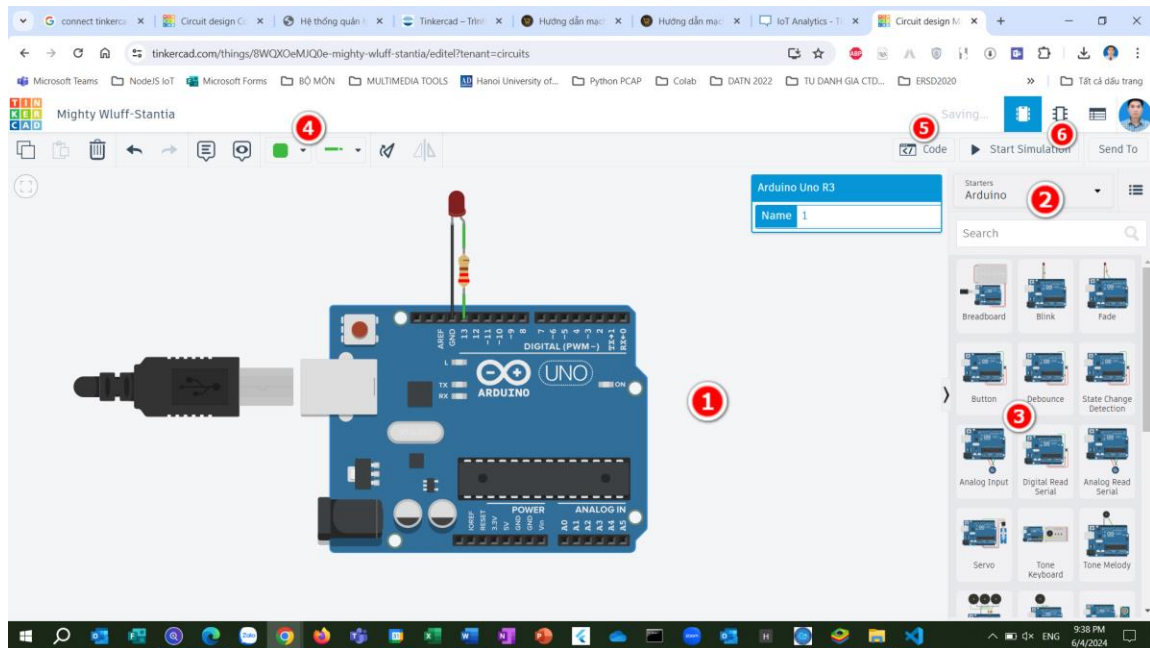 connect tinkerca
Circuit design Co
Hệ thống quản l
Tinkercad – Trình
Hướng dẫn mạc
Hướng dẫn mạc
IoT Analytics - T
Circuit design M
tinkercad.com/things/8WQXOeMJQ0e-mighty-wluff-stantia/editel?tenant=circuits
Microsoft Teams NodeJS IoT Microsoft Forms BỘ MÔN MULTIMEDIA TOOLS Hanoi University of... Python PCAP Colab DATN 2022 TU DANH GIA CTD... ERSD2020 » Tất cả dấu trang
TINKERCAD
Mighty Wluff-Stantia
Saving...
4
5
6
Code
Start Simulation
Send To
Arduino Uno R3
Name 1
Starters
Arduino
2
Search
Breadboard Blink Fade
Button Debounce State Change
Detection
3
Analog Input Digital Read
Serial
Analog Read
Serial
Servo Tone
Keyboard
Tone Melody
AREF
GND
13
12
~11
~10
~9
8
7
~6
~5
4
~3
2
TX→1
RX←0
DIGITAL (PWM~)
L
TX
RX
UNO
ARDUINO
ON
1
POWER
ANALOG IN
IOREF
RESET
3.3V
5V
GND
GND
Vin
A0
A1
A2
A3
A4
A5
Zalo
zoom
H
ENG
9:38 PM
6/4/2024